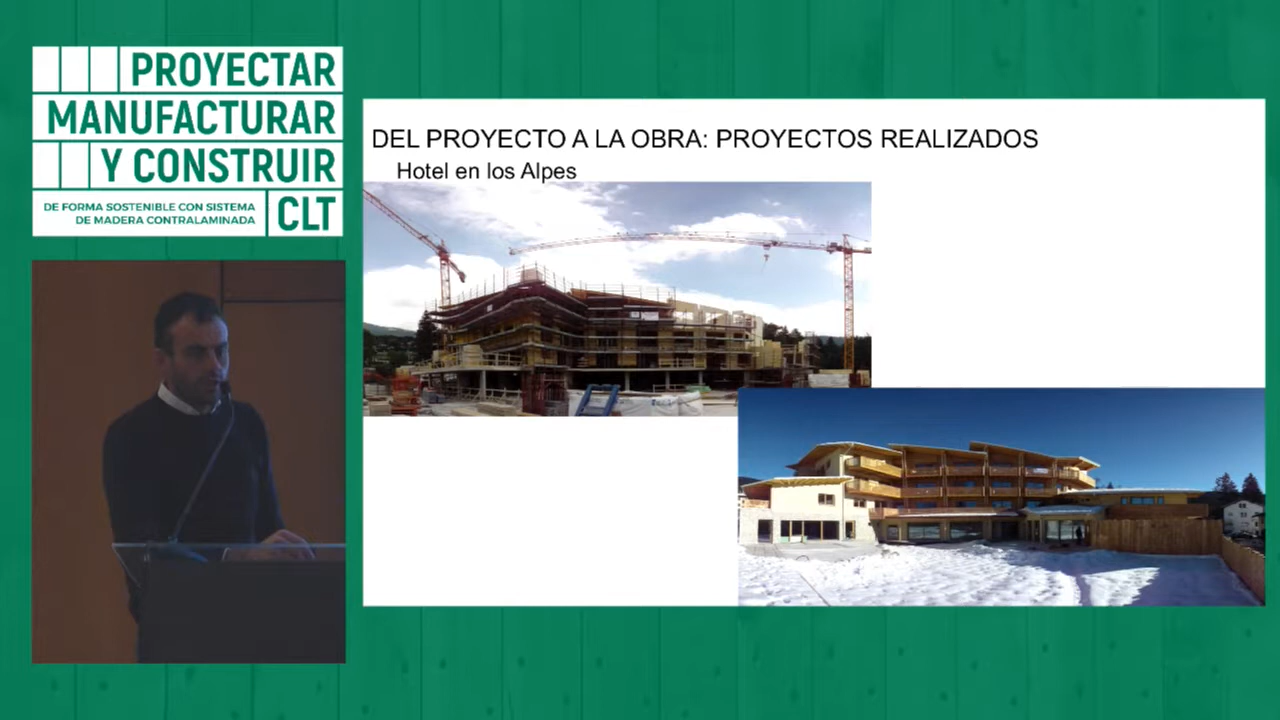 PROYECTAR
MANUFACTURAR
Y CONSTRUIR
DE FORMA SOSTENIBLE CON SISTEMA
DE MADERA CONTRALAMINADA
CLT
DEL PROYECTO A LA OBRA: PROYECTOS REALIZADOS
Hotel en los Alpes